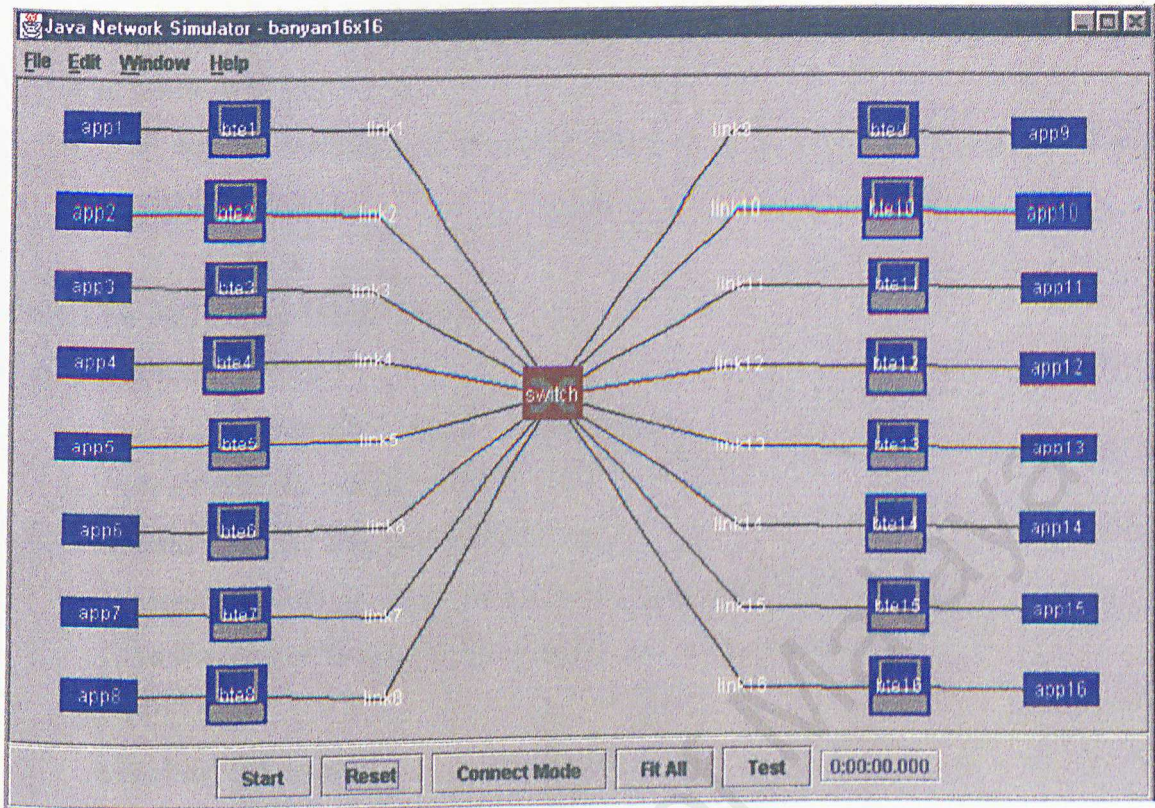 Java Network Simulator - banyan16x16
File Edit Window Help
app1 bte1 link1 link9 bte9 app9
app2 bte2 link2 link10 bte10 app10
app3 bte3 link3 link11 bte11 app11
app4 bte4 link4 link12 bte12 app12
switch
app5 bte5 link5 link13 bte13 app13
app6 bte6 link6 link14 bte14 app14
app7 bte7 link7 link15 bte15 app15
app8 bte8 link8 link16 bte16 app16
Start Reset Connect Mode Fit All Test 0:00:00.000
Malaya